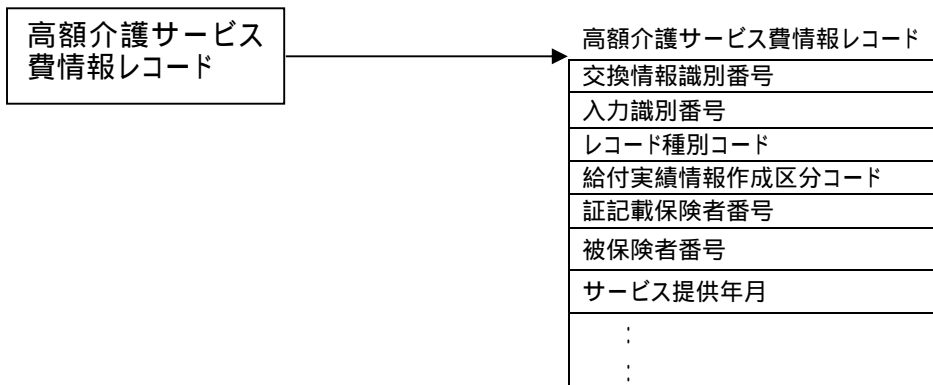 高額介護サービス
費情報レコード
高額介護サービス費情報レコード
交換情報識別番号
入力識別番号
レコード種別コード
給付実績情報作成区分コード
証記載保険者番号
被保険者番号
サービス提供年月
:
: